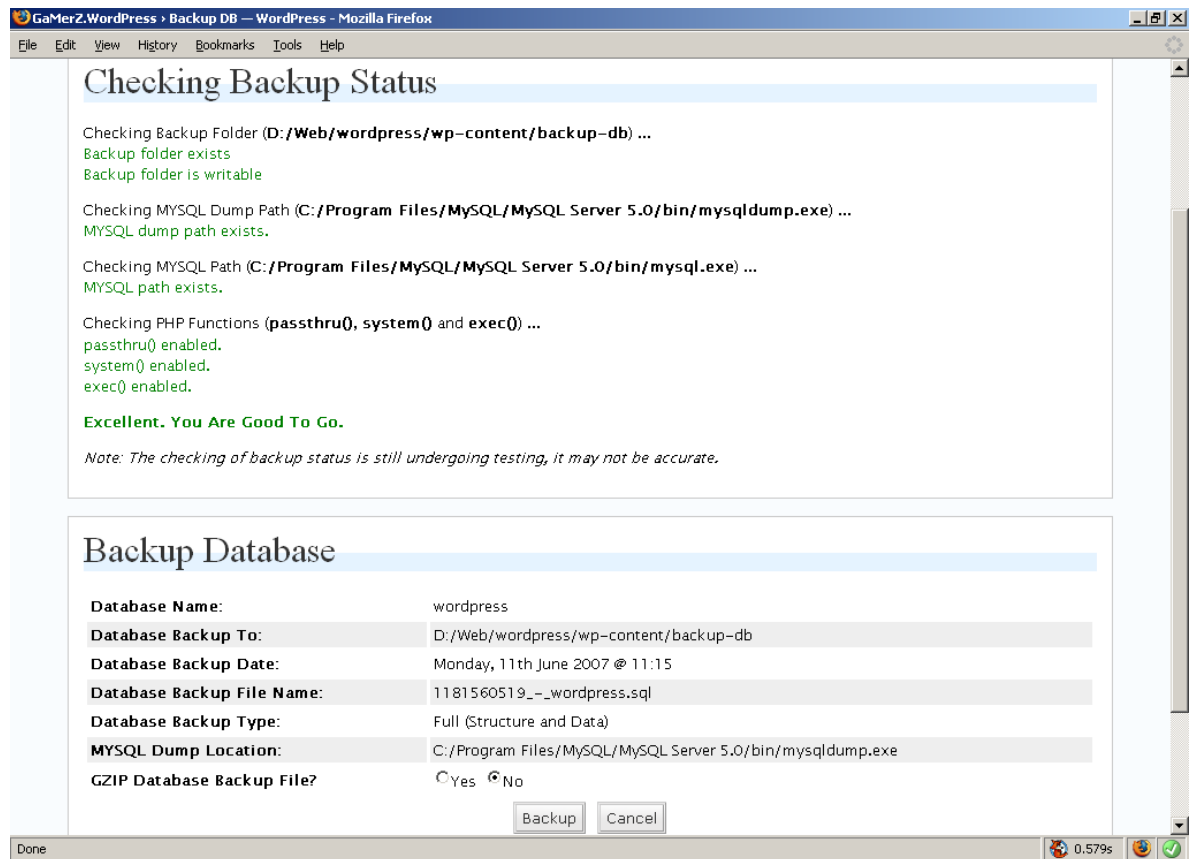 GaMerZ.WordPress › Backup DB — WordPress - Mozilla Firefox
File Edit View History Bookmarks Tools Help
Checking Backup Status
Checking Backup Folder (D:/Web/wordpress/wp-content/backup-db) ...
Backup folder exists
Backup folder is writable
Checking MYSQL Dump Path (C:/Program Files/MySQL/MySQL Server 5.0/bin/mysqldump.exe) ...
MYSQL dump path exists.
Checking MYSQL Path (C:/Program Files/MySQL/MySQL Server 5.0/bin/mysql.exe) ...
MYSQL path exists.
Checking PHP Functions (passthru(), system() and exec()) ...
passthru() enabled.
system() enabled.
exec() enabled.
Excellent. You Are Good To Go.
Note: The checking of backup status is still undergoing testing, it may not be accurate.
Backup Database
Database Name: wordpress
Database Backup To: D:/Web/wordpress/wp-content/backup-db
Database Backup Date: Monday, 11th June 2007 @ 11:15
Database Backup File Name: 1181560519_-_wordpress.sql
Database Backup Type: Full (Structure and Data)
MYSQL Dump Location: C:/Program Files/MySQL/MySQL Server 5.0/bin/mysqldump.exe
GZIP Database Backup File? Yes No
Backup Cancel
Done 0.579s